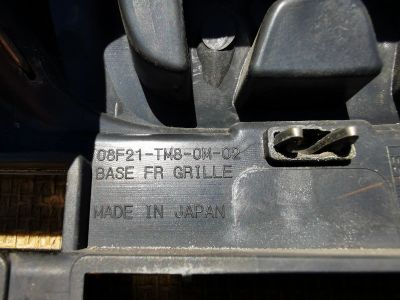 08F21-TM8-0M-02
BASE FR GRILLE
MADE IN JAPAN